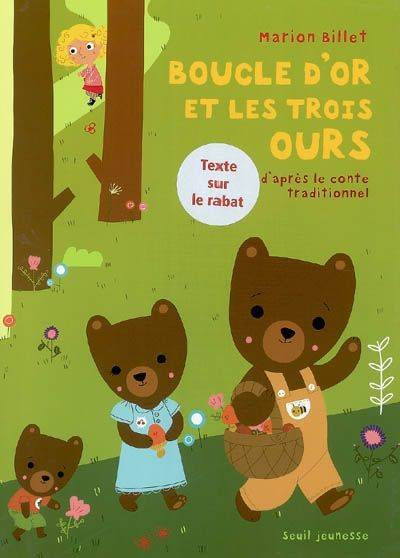 Marion Billet
BOUCLE D'OR
ET LES TROIS
OURS
d'après le conte
traditionnel
Texte
sur
le rabat
Seuil jeunesse